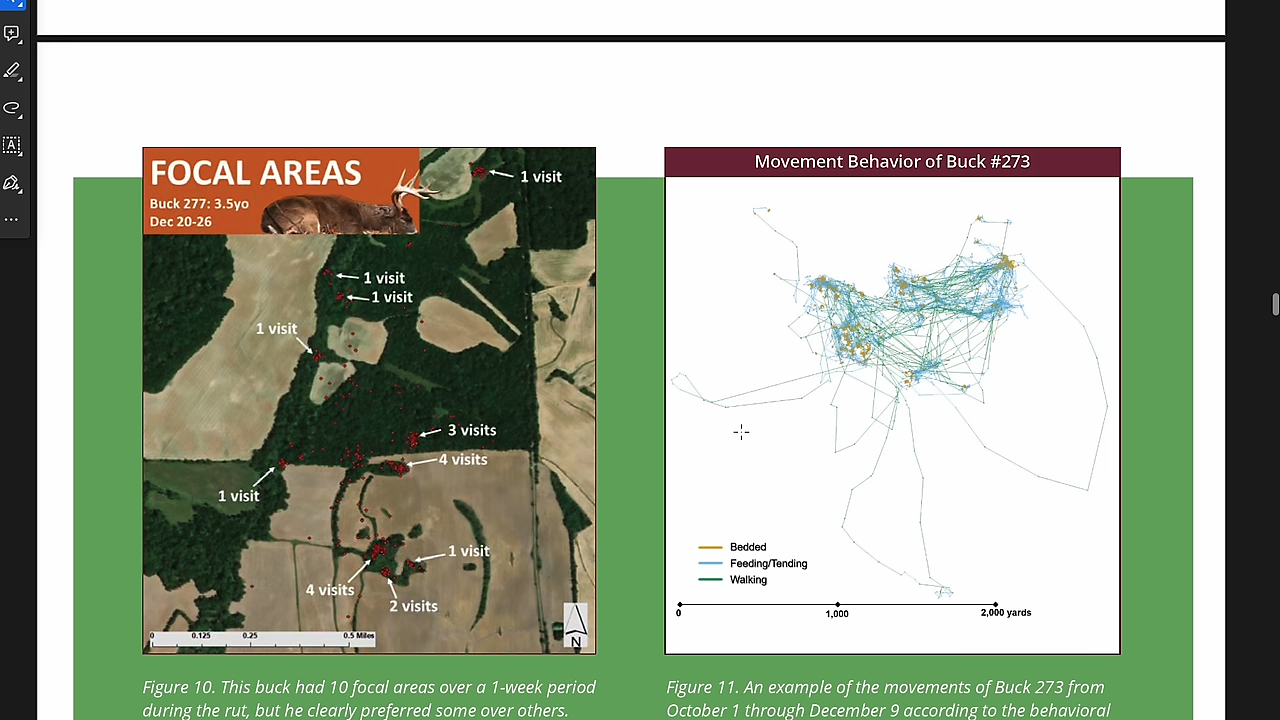 FOCAL AREAS
Buck 277: 3.5yo
Dec 20-26
1 visit
1 visit
1 visit
1 visit
3 visits
4 visits
1 visit
1 visit
4 visits
2 visits
0 0.125 0.25 0.5 Miles
N
Figure 10. This buck had 10 focal areas over a 1-week period
during the rut, but he clearly preferred some over others.
Movement Behavior of Buck #273
Bedded
Feeding/Tending
Walking
0 1,000 2,000 yards
Figure 11. An example of the movements of Buck 273 from
October 1 through December 9 according to the behavioral